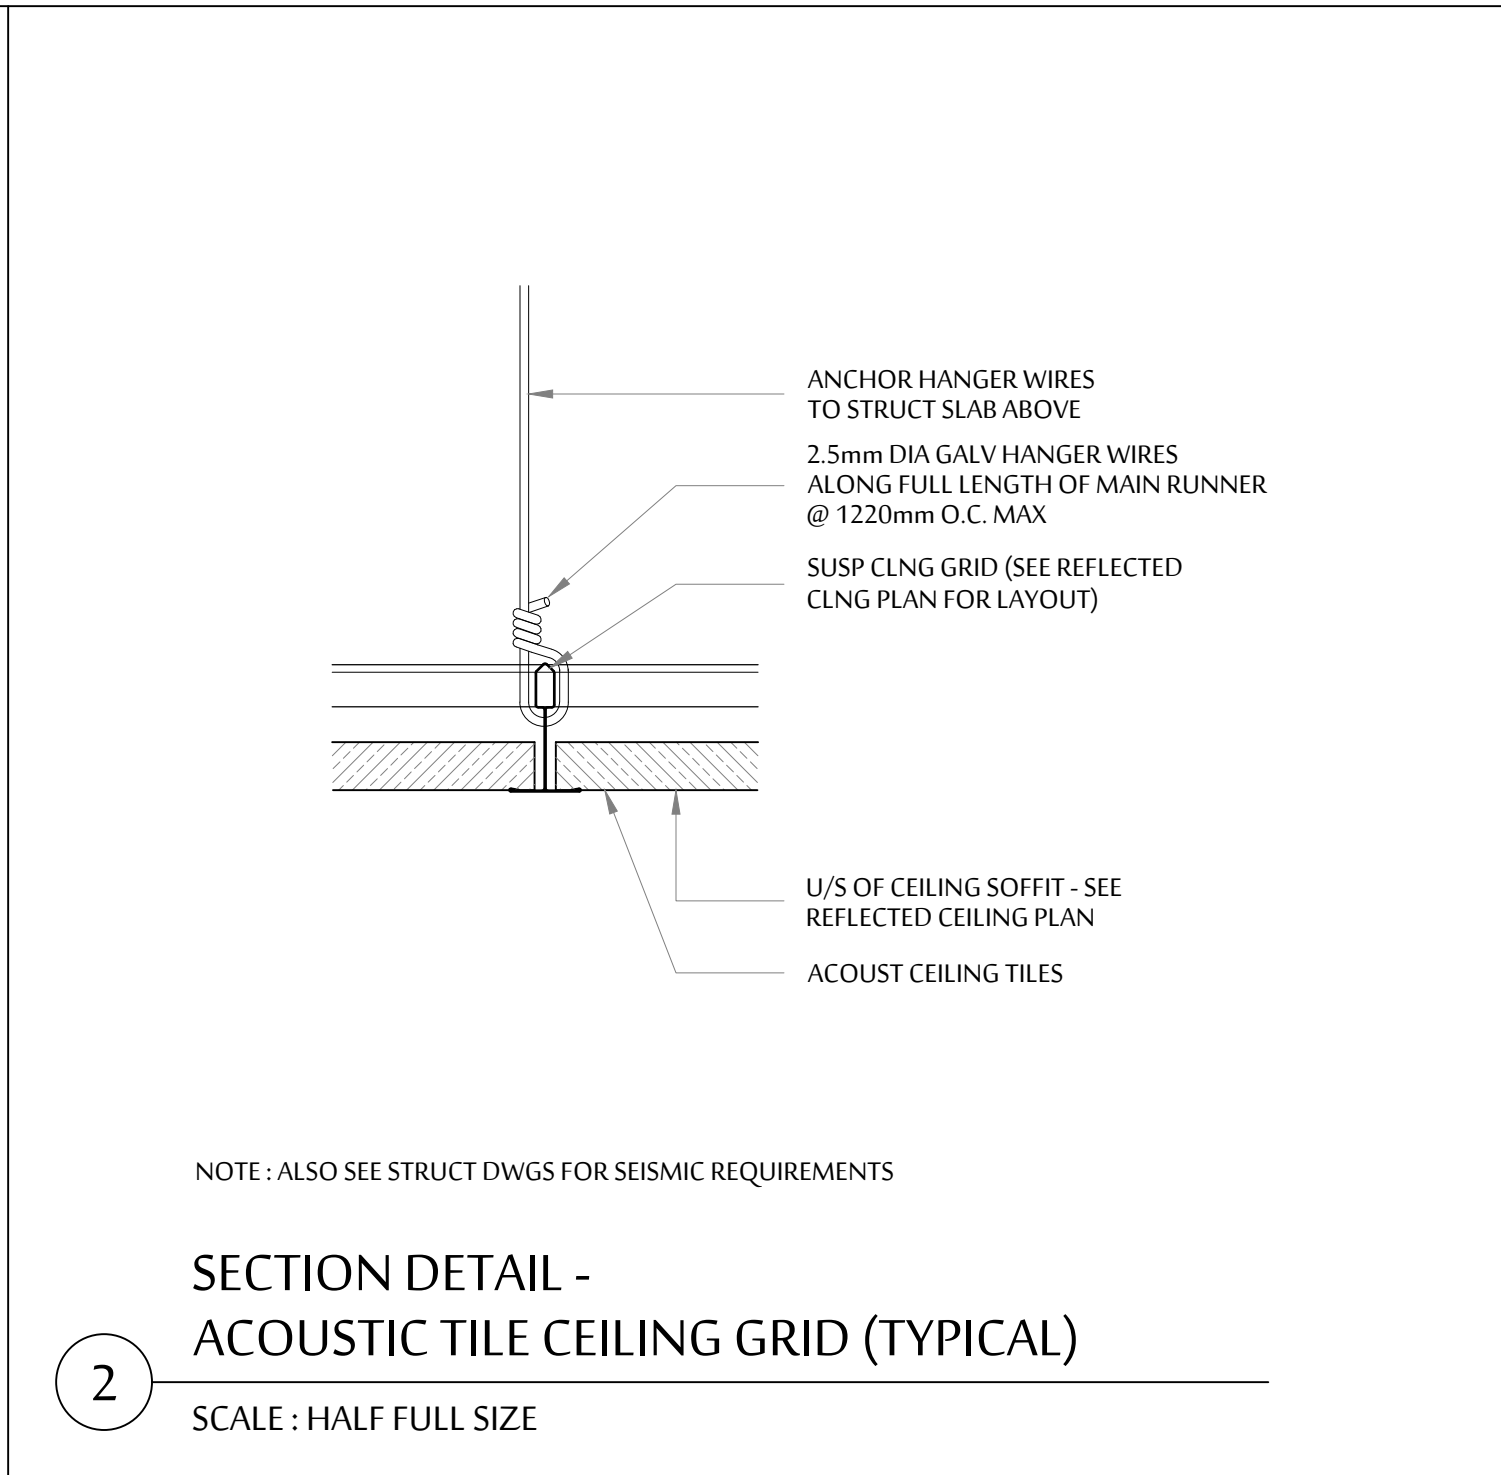 ANCHOR HANGER WIRES
TO STRUCT SLAB ABOVE
2.5mm DIA GALV HANGER WIRES
ALONG FULL LENGTH OF MAIN RUNNER
@ 1220mm O.C. MAX
SUSP CLNG GRID (SEE REFLECTED
CLNG PLAN FOR LAYOUT)
U/S OF CEILING SOFFIT - SEE
REFLECTED CEILING PLAN
ACOUST CEILING TILES
NOTE : ALSO SEE STRUCT DWGS FOR SEISMIC REQUIREMENTS
SECTION DETAIL -
ACOUSTIC TILE CEILING GRID (TYPICAL)
2
SCALE : HALF FULL SIZE